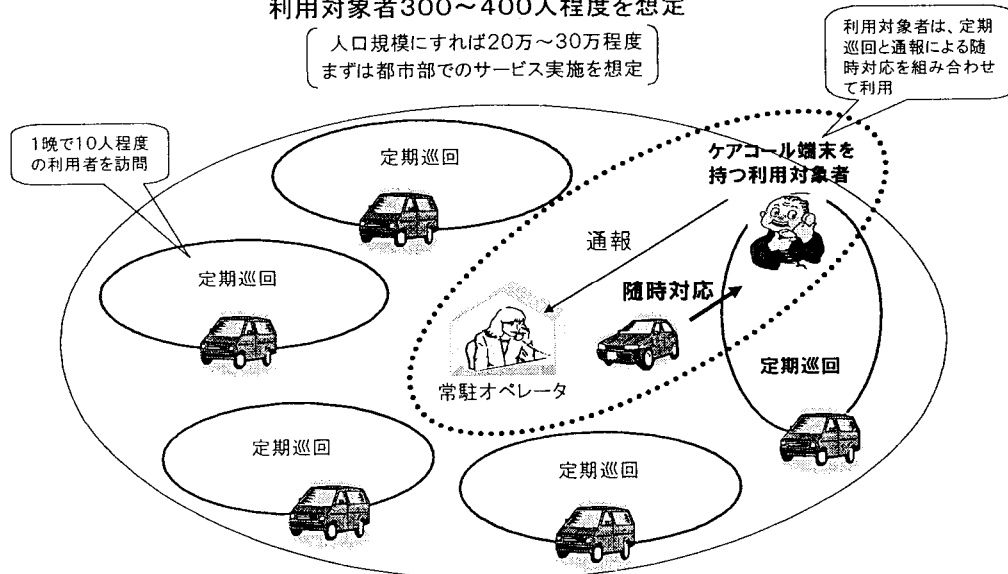 利用対象者300～400人程度を想定
人口規模にすれば20万～30万程度
まずは都市部でのサービス実施を想定
利用対象者は、定期
巡回と通報による随
時対応を組み合わせ
て利用
1晩で10人程度
の利用者を訪問
定期巡回
ケアコール端末を
持つ利用対象者
通報
定期巡回
随時対応
常駐オペレータ
定期巡回
定期巡回
定期巡回